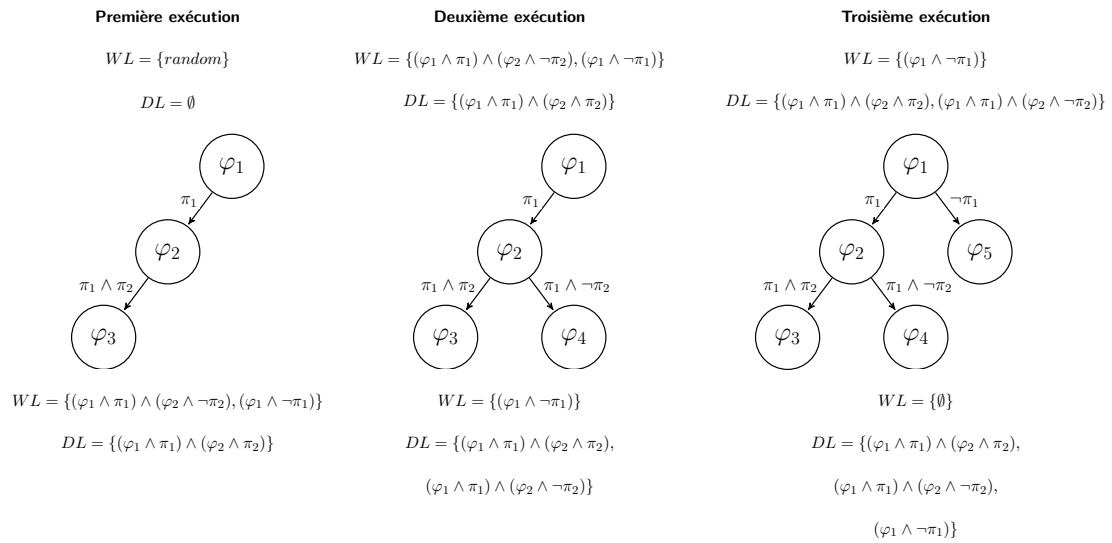 Première exécution
WL = {random}
DL = ∅
φ1
π1
φ2
π1 ∧ π2
φ3
WL = {(φ1 ∧ π1) ∧ (φ2 ∧ ¬π2), (φ1 ∧ ¬π1)}
DL = {(φ1 ∧ π1) ∧ (φ2 ∧ π2)}
Deuxième exécution
WL = {(φ1 ∧ π1) ∧ (φ2 ∧ ¬π2), (φ1 ∧ ¬π1)}
DL = {(φ1 ∧ π1) ∧ (φ2 ∧ π2)}
φ1
π1
φ2
π1 ∧ π2
π1 ∧ ¬π2
φ3
φ4
WL = {(φ1 ∧ ¬π1)}
DL = {(φ1 ∧ π1) ∧ (φ2 ∧ π2),
(φ1 ∧ π1) ∧ (φ2 ∧ ¬π2)}
Troisième exécution
WL = {(φ1 ∧ ¬π1)}
DL = {(φ1 ∧ π1) ∧ (φ2 ∧ π2), (φ1 ∧ π1) ∧ (φ2 ∧ ¬π2)}
φ1
π1
¬π1
φ2
φ5
π1 ∧ π2
π1 ∧ ¬π2
φ3
φ4
WL = {∅}
DL = {(φ1 ∧ π1) ∧ (φ2 ∧ π2),
(φ1 ∧ π1) ∧ (φ2 ∧ ¬π2),
(φ1 ∧ ¬π1)}